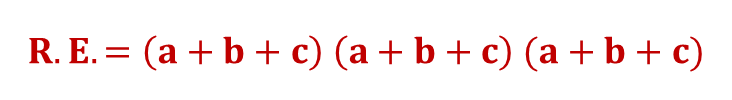 R. E. = (a + b + c) (a + b + c) (a + b + c)